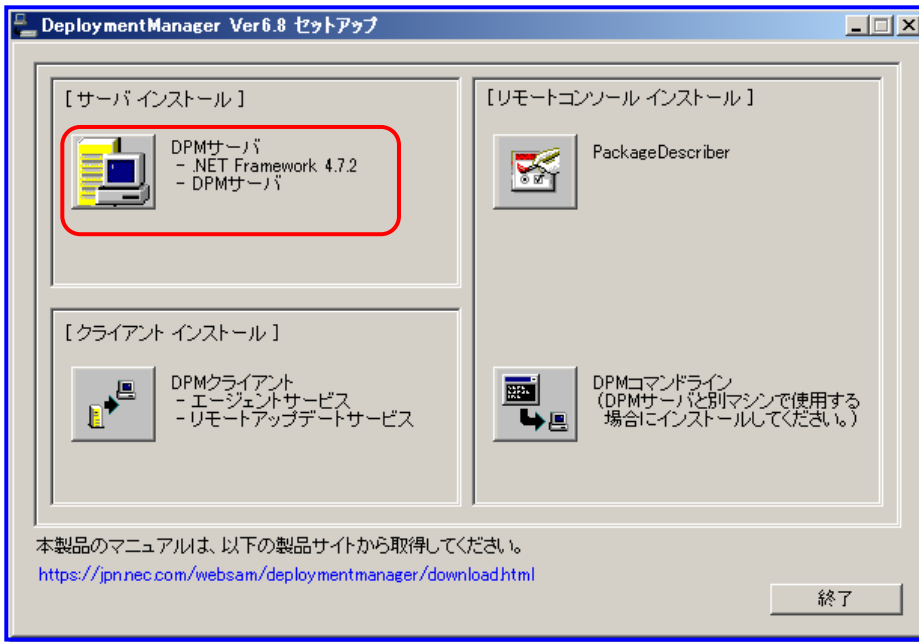 DeploymentManager Ver6.8 セットアップ
[ サーバ インストール ]
DPMサーバ
- .NET Framework 4.7.2
- DPMサーバ
[ リモートコンソール インストール ]
PackageDescriber
[ クライアント インストール ]
DPMクライアント
- エージェントサービス
- リモートアップデートサービス
DPMコマンドライン
(DPMサーバと別マシンで使用する
場合にインストールしてください。)
本製品のマニュアルは、以下の製品サイトから取得してください。
https://jpn.nec.com/websam/deploymentmanager/download.html
終了